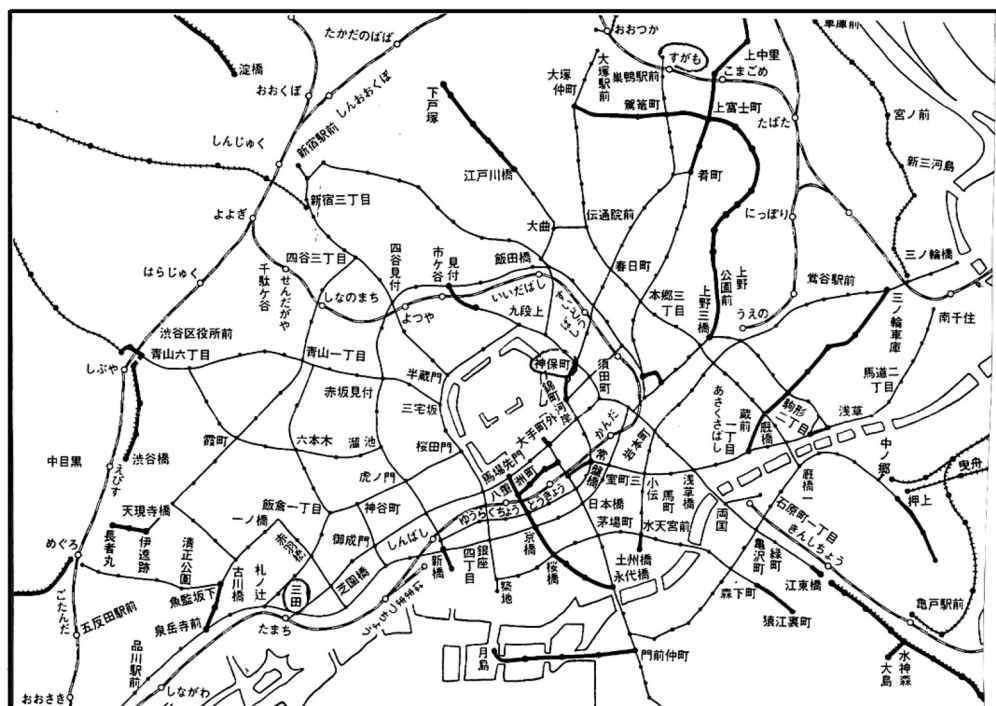 たかだのばば
淀橋
おおくぼ
しんおおくぼ
しんじゅく
新宿駅前
下戸塚
おおつか
すがも
上中里
大塚駅前
大塚仲町
巣鴨駅前
こまごめ
車庫前
駕篭町
上富士町
たばた
宮ノ前
新三河島
江戸川橋
肴町
新宿三丁目
よよぎ
大曲
伝通院前
にっぽり
三ノ輪橋
四谷三丁目
四谷見付
市ケ谷見付
飯田橋
春日町
上野公園前
鶯谷駅前
はらじゅく
千駄ケ谷
せんだがや
しなのまち
よつや
いいだばし
九段上
本郷三丁目
上野三橋
うえの
三ノ輪車庫
南千住
渋谷区役所前
青山六丁目
青山一丁目
しぶや
半蔵門
神保町
須田町
錦町河岸
馬道二丁目
赤坂見付
三宅坂
大手町
かんだ
岩本町
あさくさばし
蔵前一丁目
厩橋
駒形二丁目
浅草
霞町
六本木
溜池
桜田門
馬場先門
中目黒
渋谷橋
えびす
虎ノ門
八重洲
常盤橋
室町三
小伝馬町
浅草橋
両国
厩橋一
中ノ郷
曳舟
押上
天現寺橋
飯倉一丁目
神谷町
ゆうらくちょう
とうきょう
日本橋
石原町一丁目
一ノ橋
赤羽橋
御成門
しんばし
茅場町
水天宮前
きんしちょう
めぐろ
長者丸
伊達跡
清正公園
新橋
銀座四丁目
京橋
桜橋
土州橋
永代橋
亀沢町
緑町
江東橋
魚籃坂下
古川橋
札ノ辻
三田
芝園橋
築地
森下町
亀戸駅前
ごたんだ
五反田駅前
泉岳寺前
たまち
はままつちょう
猿江裏町
品川駅前
しながわ
月島
門前仲町
大島
水神森
おおさき